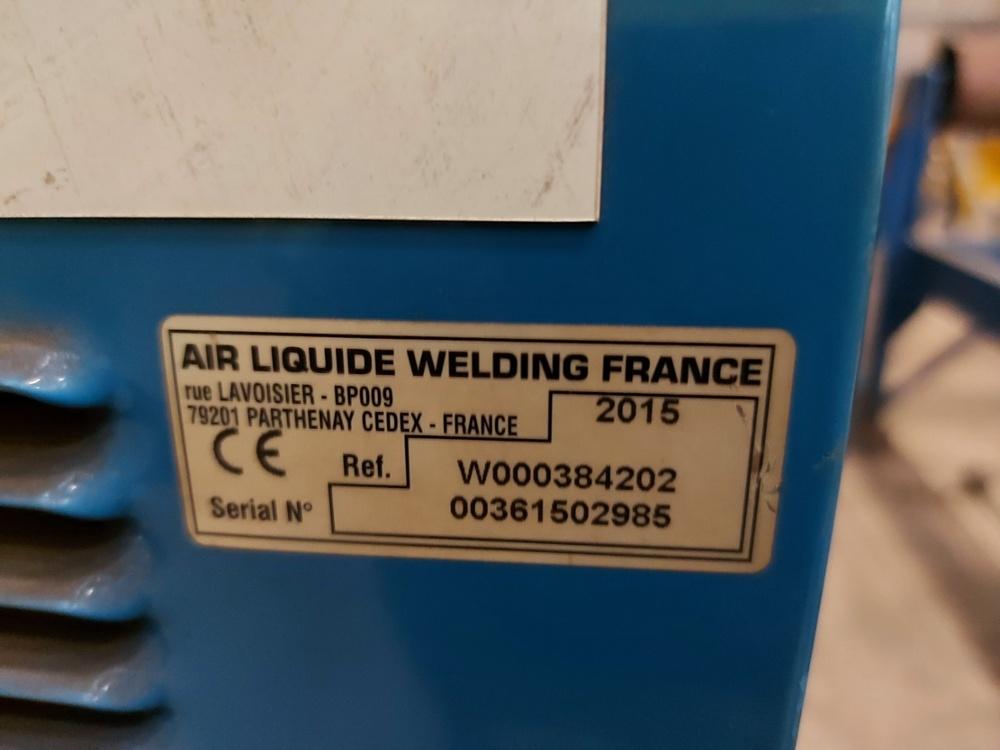 AIR LIQUIDE WELDING FRANCE
rue LAVOISIER - BP009
79201 PARTHENAY CEDEX - FRANCE
2015
CE
Ref. W000384202
Serial N° 00361502985